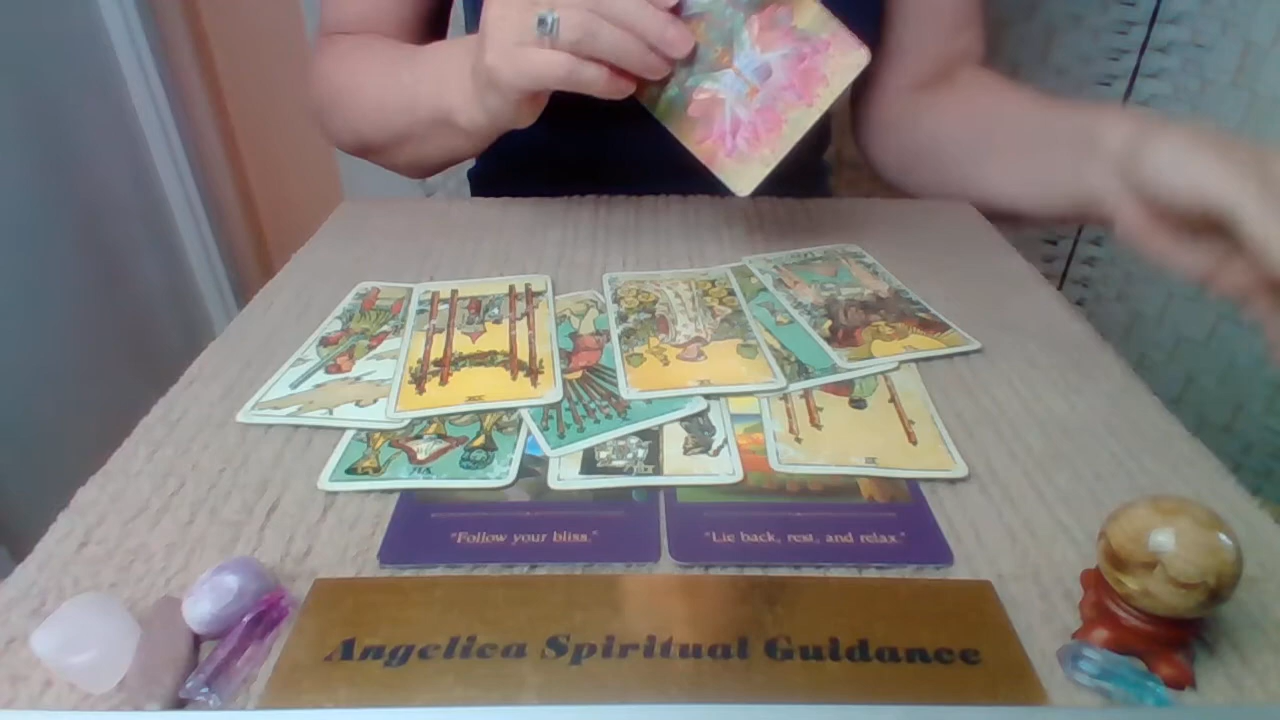 "Follow your bliss."
"Lie back, rest, and relax."
Angelica Spiritual Guidance